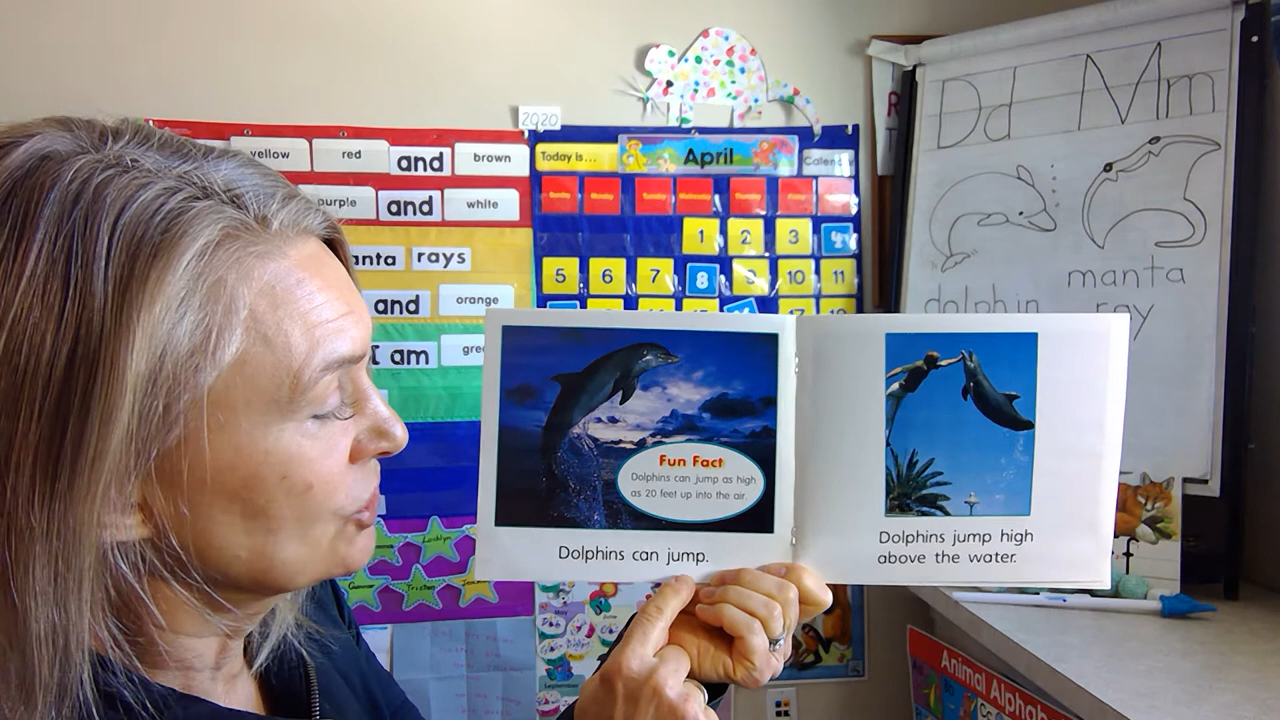 2020
yellow red and brown
purple and white
rays
and orange
I am
Today is...
April
Sunday Monday Tuesday Wednesday Thursday Friday
1 2 3 4
5 6 7 8 9 10 11
Dd Mm
dolphin
manta
ray
Fun Fact
Dolphins can jump as high
as 20 feet up into the air.
Dolphins can jump.
Dolphins jump high
above the water.
Locklyn
Tristan
Animal Alphabet